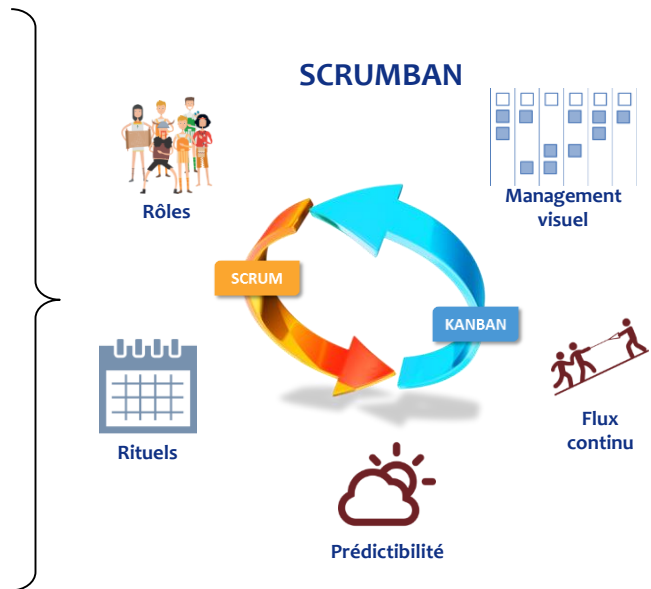 SCRUMBAN
Rôles
Management
visuel
SCRUM
KANBAN
Rituels
Flux
continu
Prédictibilité